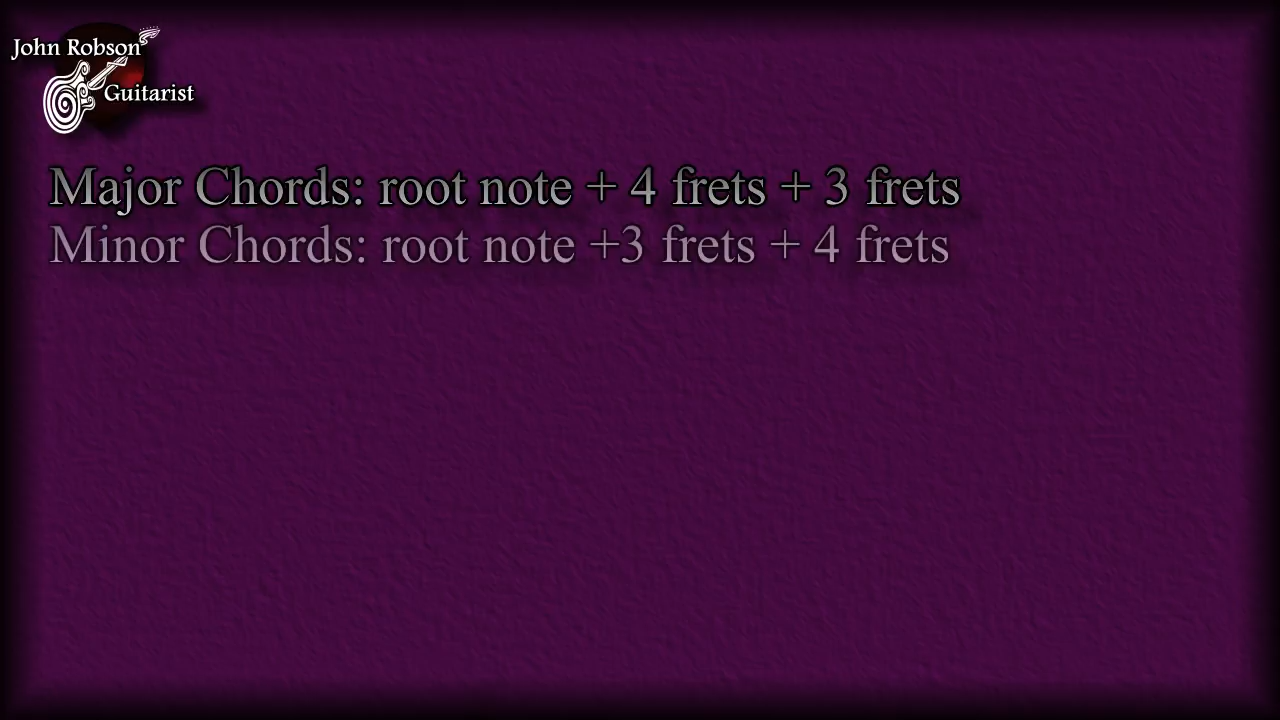 John Robson
Guitarist
Major Chords: root note + 4 frets + 3 frets
Minor Chords: root note +3 frets + 4 frets